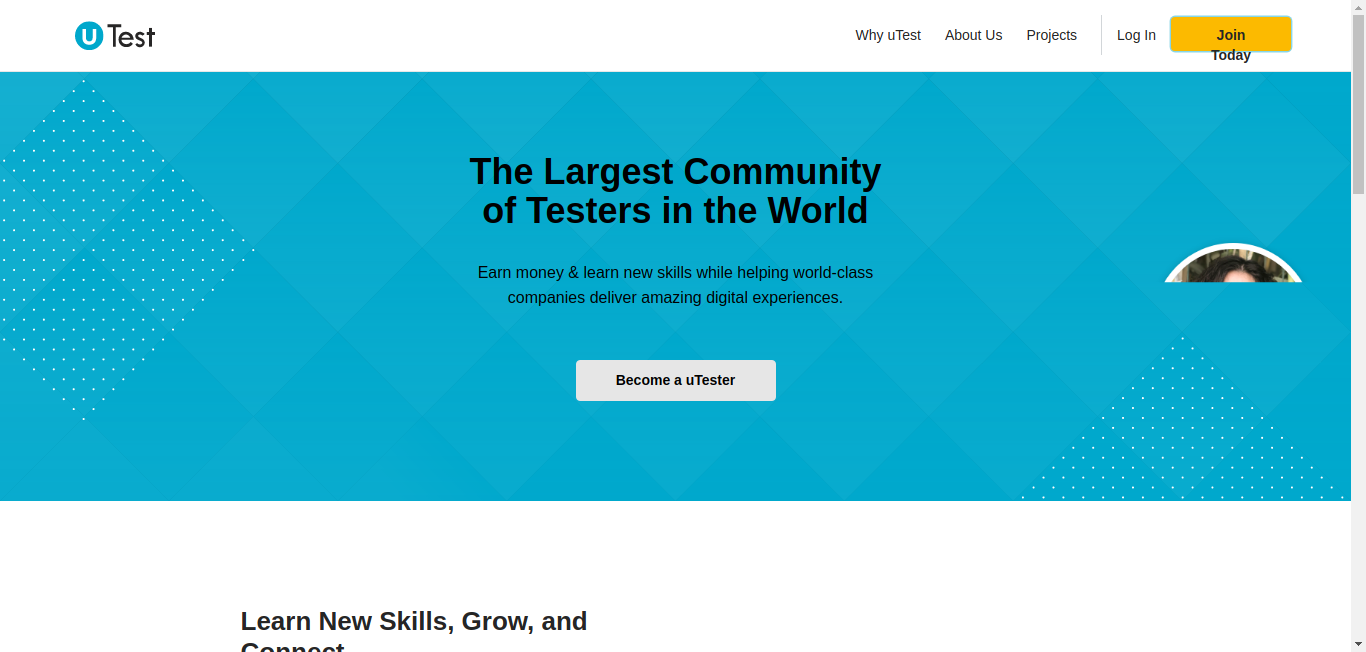 uTest
Why uTest About Us Projects Log In Join
Today
The Largest Community
of Testers in the World
Earn money & learn new skills while helping world-class
companies deliver amazing digital experiences.
Become a uTester
Learn New Skills, Grow, and
Connect